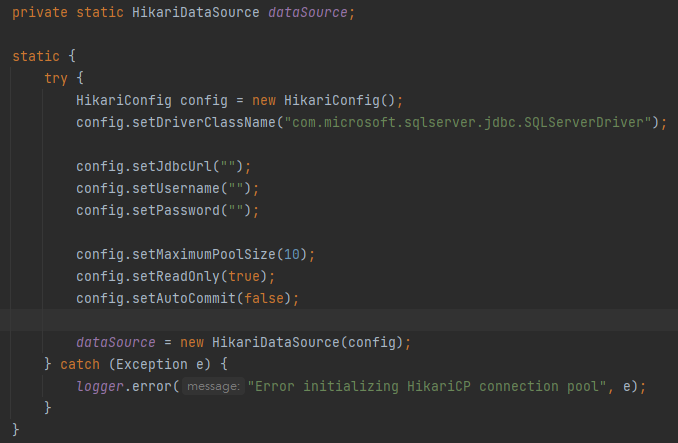 private static HikariDataSource dataSource;
static {
try {
HikariConfig config = new HikariConfig();
config.setDriverClassName("com.microsoft.sqlserver.jdbc.SQLServerDriver");
config.setJdbcUrl("");
config.setUsername("");
config.setPassword("");
config.setMaximumPoolSize(10);
config.setReadOnly(true);
config.setAutoCommit(false);
dataSource = new HikariDataSource(config);
} catch (Exception e) {
logger.error( message: "Error initializing HikariCP connection pool", e);
}
}